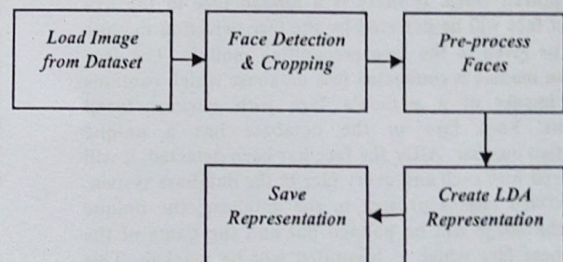 Load Image
from Dataset
Face Detection
& Cropping
Pre-process
Faces
Create LDA
Representation
Save
Representation